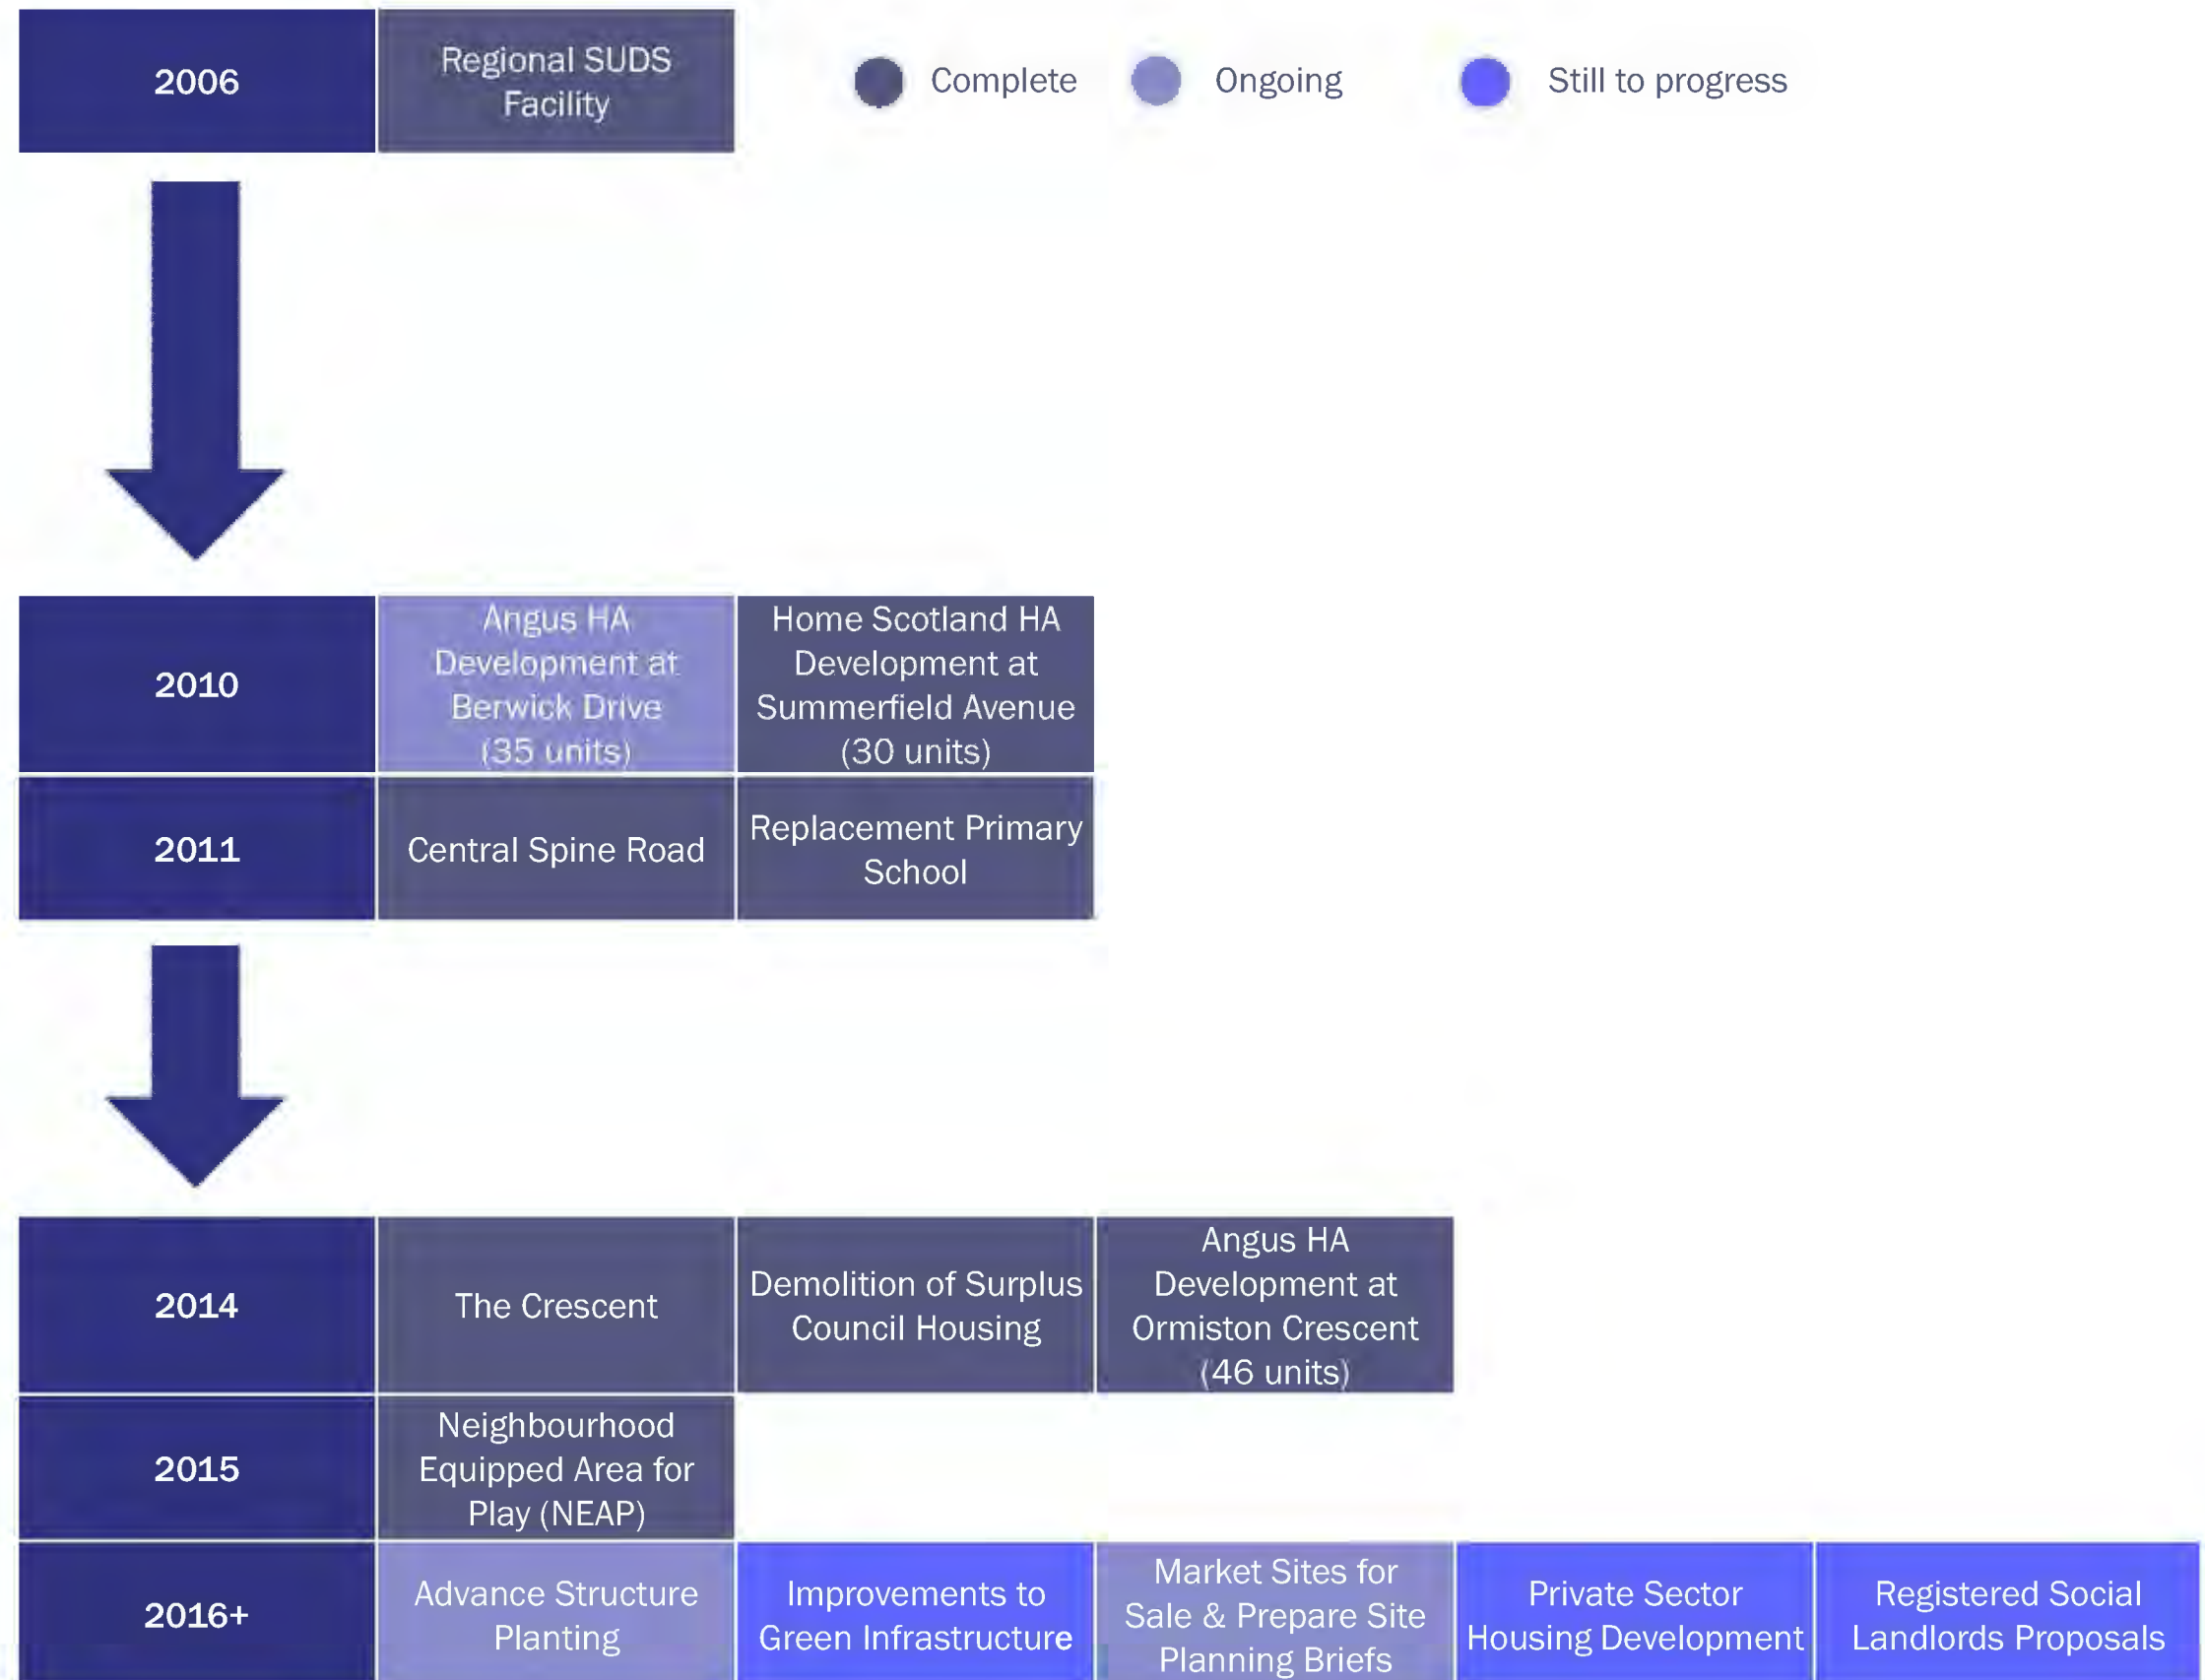 2006
Regional SUDS
Facility
Complete
Ongoing
Still to progress
2010
Angus HA
Development at
Berwick Drive
(35 units)
Home Scotland HA
Development at
Summerfield Avenue
(30 units)
2011
Central Spine Road
Replacement Primary
School
2014
The Crescent
Demolition of Surplus
Council Housing
Angus HA
Development at
Ormiston Crescent
(46 units)
2015
Neighbourhood
Equipped Area for
Play (NEAP)
2016+
Advance Structure
Planting
Improvements to
Green Infrastructure
Market Sites for
Sale & Prepare Site
Planning Briefs
Private Sector
Housing Development
Registered Social
Landlords Proposals